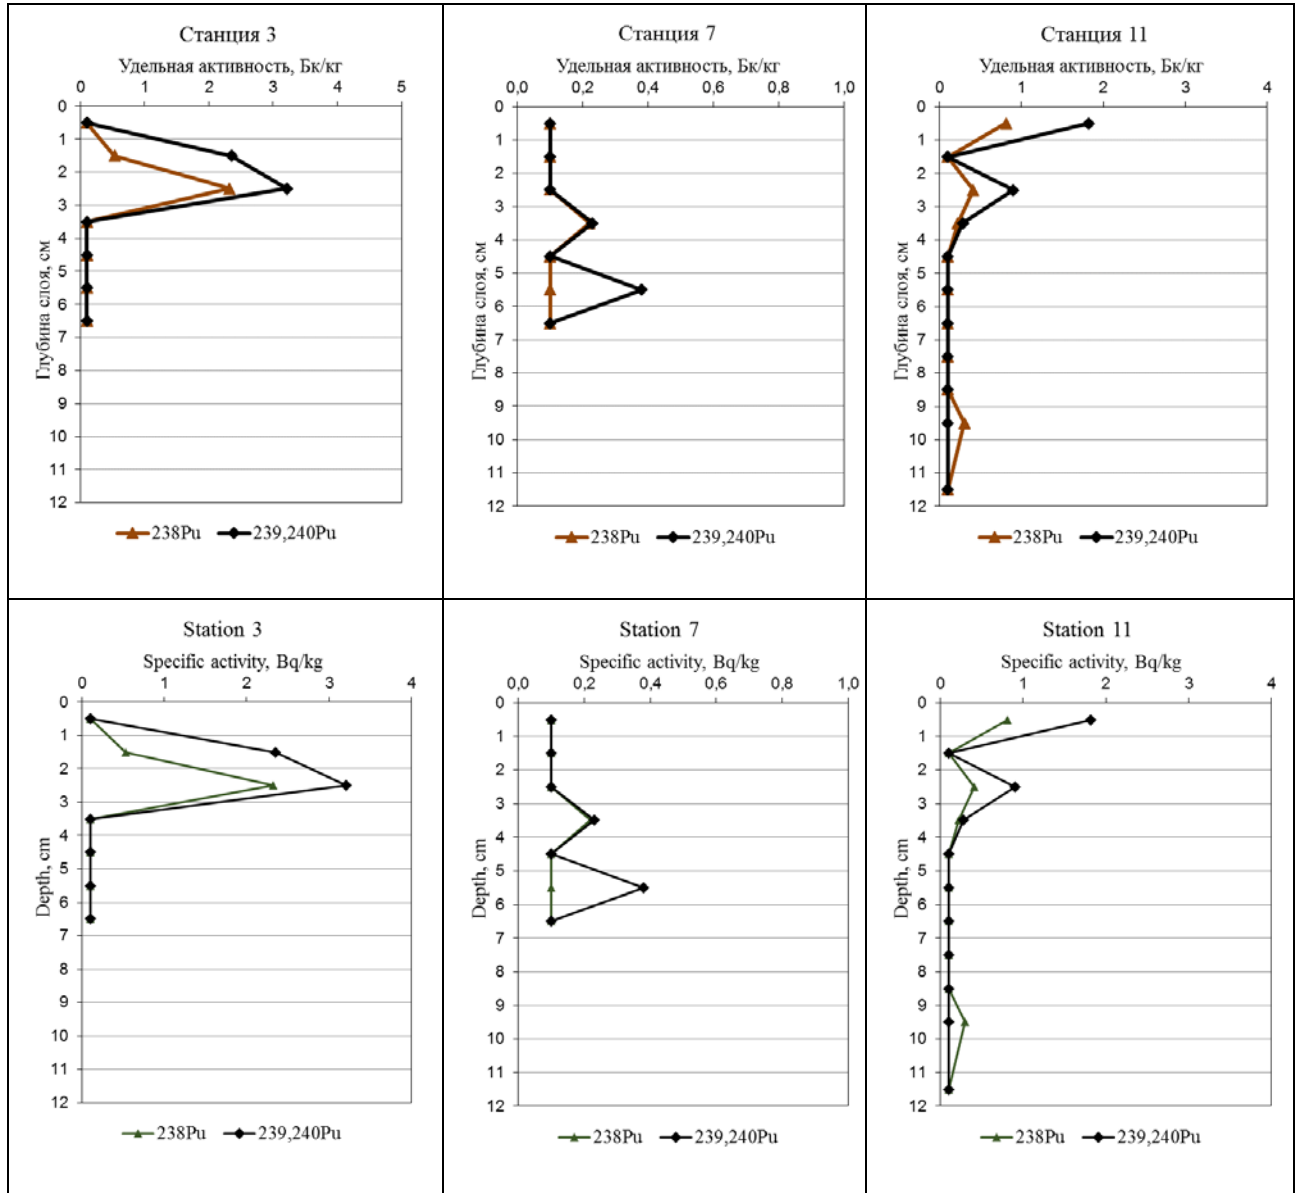 Станция 3
Удельная активность, Бк/кг
0 1 2 3 4 5
Глубина слоя, см
0
1
2
3
4
5
6
7
8
9
10
11
12
238Pu 239,240Pu
Станция 7
Удельная активность, Бк/кг
0,0 0,2 0,4 0,6 0,8 1,0
Глубина слоя, см
0
1
2
3
4
5
6
7
8
9
10
11
12
238Pu 239,240Pu
Станция 11
Удельная активность, Бк/кг
0 1 2 3 4
Глубина слоя, см
0
1
2
3
4
5
6
7
8
9
10
11
12
238Pu 239,240Pu
Station 3
Specific activity, Bq/kg
0 1 2 3 4
Depth, cm
0
1
2
3
4
5
6
7
8
9
10
11
12
238Pu 239,240Pu
Station 7
Specific activity, Bq/kg
0,0 0,2 0,4 0,6 0,8 1,0
Depth, cm
0
1
2
3
4
5
6
7
8
9
10
11
12
238Pu 239,240Pu
Station 11
Specific activity, Bq/kg
0 1 2 3 4
Depth, cm
0
1
2
3
4
5
6
7
8
9
10
11
12
238Pu 239,240Pu